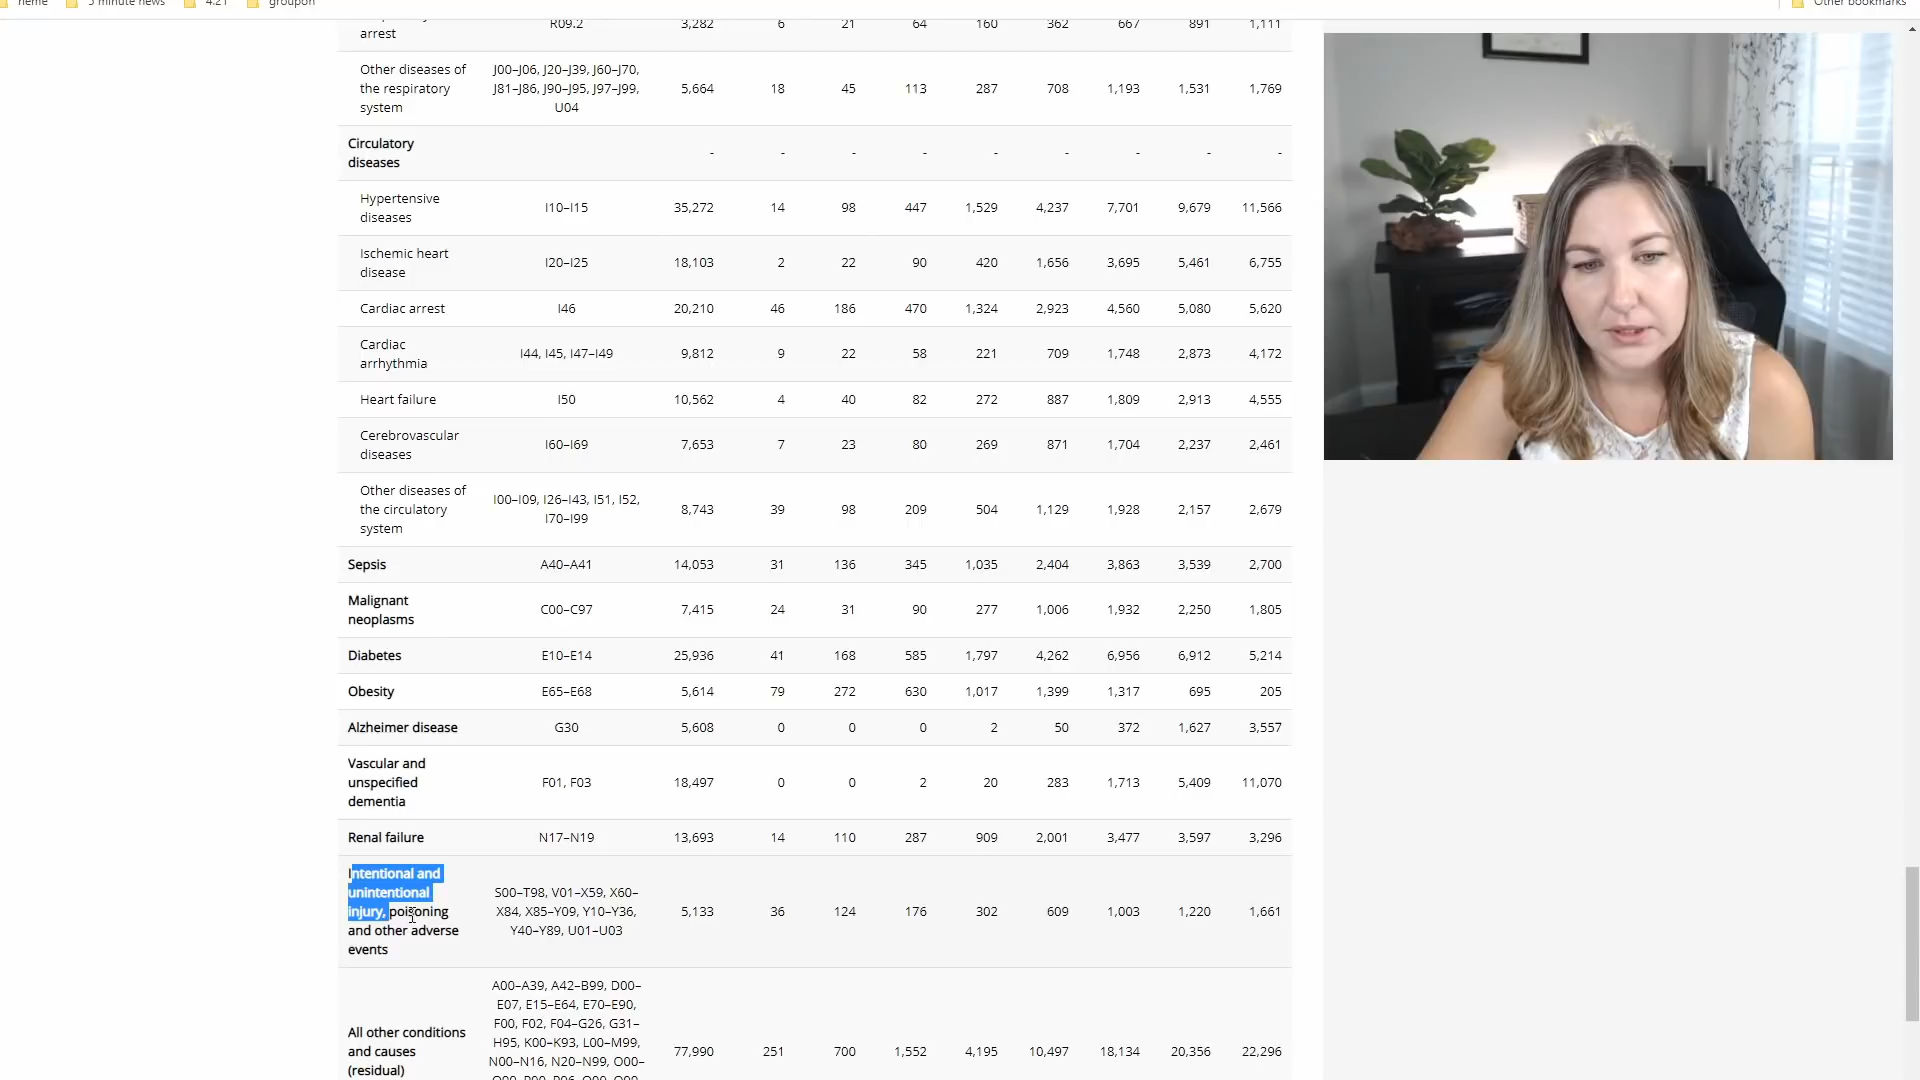 heme 5 minute news 4.21 groupon Other bookmarks
arrest R09.2 3,282 6 21 64 160 362 667 891 1,111
Other diseases of the respiratory system J00–J06, J20–J39, J60–J70, J81–J86, J90–J95, J97–J99, U04 5,664 18 45 113 287 708 1,193 1,531 1,769
Circulatory diseases - - - - - - - - -
Hypertensive diseases I10–I15 35,272 14 98 447 1,529 4,237 7,701 9,679 11,566
Ischemic heart disease I20–I25 18,103 2 22 90 420 1,656 3,695 5,461 6,755
Cardiac arrest I46 20,210 46 186 470 1,324 2,923 4,560 5,080 5,620
Cardiac arrhythmia I44, I45, I47–I49 9,812 9 22 58 221 709 1,748 2,873 4,172
Heart failure I50 10,562 4 40 82 272 887 1,809 2,913 4,555
Cerebrovascular diseases I60–I69 7,653 7 23 80 269 871 1,704 2,237 2,461
Other diseases of the circulatory system I00–I09, I26–I43, I51, I52, I70–I99 8,743 39 98 209 504 1,129 1,928 2,157 2,679
Sepsis A40–A41 14,053 31 136 345 1,035 2,404 3,863 3,539 2,700
Malignant neoplasms C00–C97 7,415 24 31 90 277 1,006 1,932 2,250 1,805
Diabetes E10–E14 25,936 41 168 585 1,797 4,262 6,956 6,912 5,214
Obesity E65–E68 5,614 79 272 630 1,017 1,399 1,317 695 205
Alzheimer disease G30 5,608 0 0 0 2 50 372 1,627 3,557
Vascular and unspecified dementia F01, F03 18,497 0 0 2 20 283 1,713 5,409 11,070
Renal failure N17–N19 13,693 14 110 287 909 2,001 3,477 3,597 3,296
Intentional and unintentional injury, poisoning and other adverse events S00–T98, V01–X59, X60–X84, X85–Y09, Y10–Y36, Y40–Y89, U01–U03 5,133 36 124 176 302 609 1,003 1,220 1,661
All other conditions and causes (residual) A00–A39, A42–B99, D00–E07, E15–E64, E70–E90, F00, F02, F04–G26, G31–H95, K00–K93, L00–M99, N00–N16, N20–N99, O00– 77,990 251 700 1,552 4,195 10,497 18,134 20,356 22,296